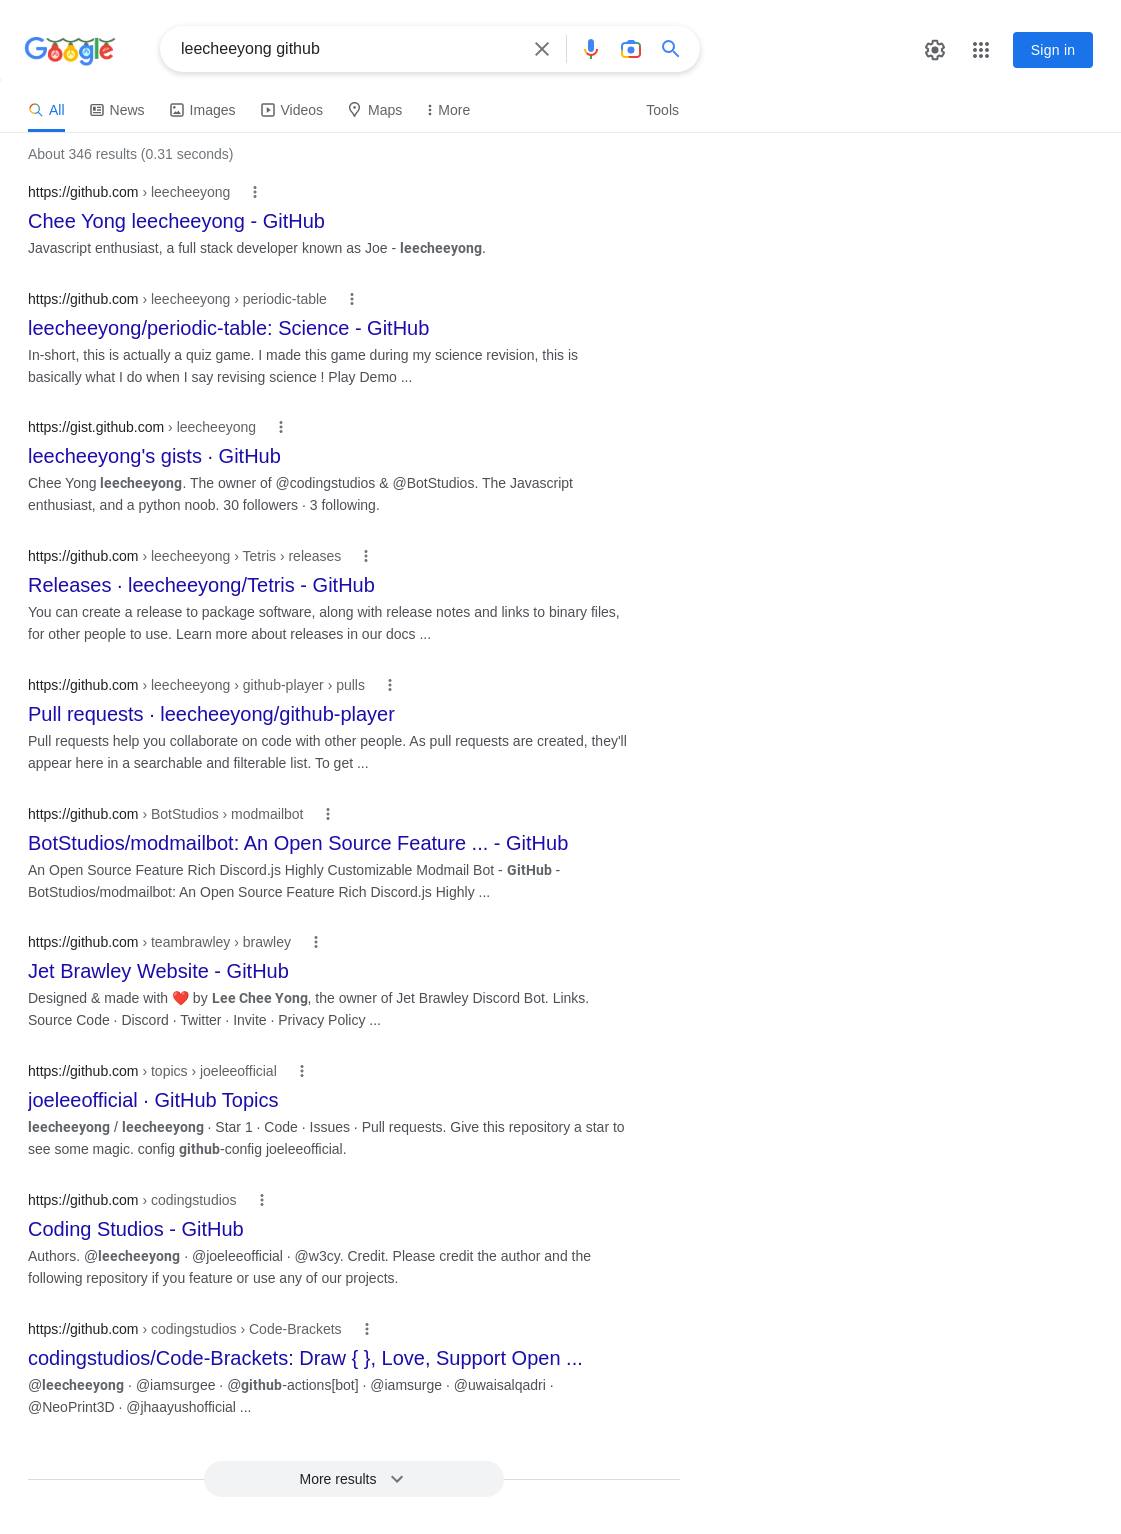 Google
leecheeyong github
Sign in
All News Images Videos Maps More Tools
About 346 results (0.31 seconds)
https://github.com › leecheeyong
Chee Yong leecheeyong - GitHub
Javascript enthusiast, a full stack developer known as Joe - leecheeyong.
https://github.com › leecheeyong › periodic-table
leecheeyong/periodic-table: Science - GitHub
In-short, this is actually a quiz game. I made this game during my science revision, this is
basically what I do when I say revising science ! Play Demo ...
https://gist.github.com › leecheeyong
leecheeyong's gists · GitHub
Chee Yong leecheeyong. The owner of @codingstudios & @BotStudios. The Javascript
enthusiast, and a python noob. 30 followers · 3 following.
https://github.com › leecheeyong › Tetris › releases
Releases · leecheeyong/Tetris - GitHub
You can create a release to package software, along with release notes and links to binary files,
for other people to use. Learn more about releases in our docs ...
https://github.com › leecheeyong › github-player › pulls
Pull requests · leecheeyong/github-player
Pull requests help you collaborate on code with other people. As pull requests are created, they'll
appear here in a searchable and filterable list. To get ...
https://github.com › BotStudios › modmailbot
BotStudios/modmailbot: An Open Source Feature ... - GitHub
An Open Source Feature Rich Discord.js Highly Customizable Modmail Bot - GitHub -
BotStudios/modmailbot: An Open Source Feature Rich Discord.js Highly ...
https://github.com › teambrawley › brawley
Jet Brawley Website - GitHub
Designed & made with ❤️ by Lee Chee Yong, the owner of Jet Brawley Discord Bot. Links.
Source Code · Discord · Twitter · Invite · Privacy Policy ...
https://github.com › topics › joeleeofficial
joeleeofficial · GitHub Topics
leecheeyong / leecheeyong · Star 1 · Code · Issues · Pull requests. Give this repository a star to
see some magic. config github-config joeleeofficial.
https://github.com › codingstudios
Coding Studios - GitHub
Authors. @leecheeyong · @joeleeofficial · @w3cy. Credit. Please credit the author and the
following repository if you feature or use any of our projects.
https://github.com › codingstudios › Code-Brackets
codingstudios/Code-Brackets: Draw { }, Love, Support Open ...
@leecheeyong · @iamsurgee · @github-actions[bot] · @iamsurge · @uwaisalqadri ·
@NeoPrint3D · @jhaayushofficial ...
More results